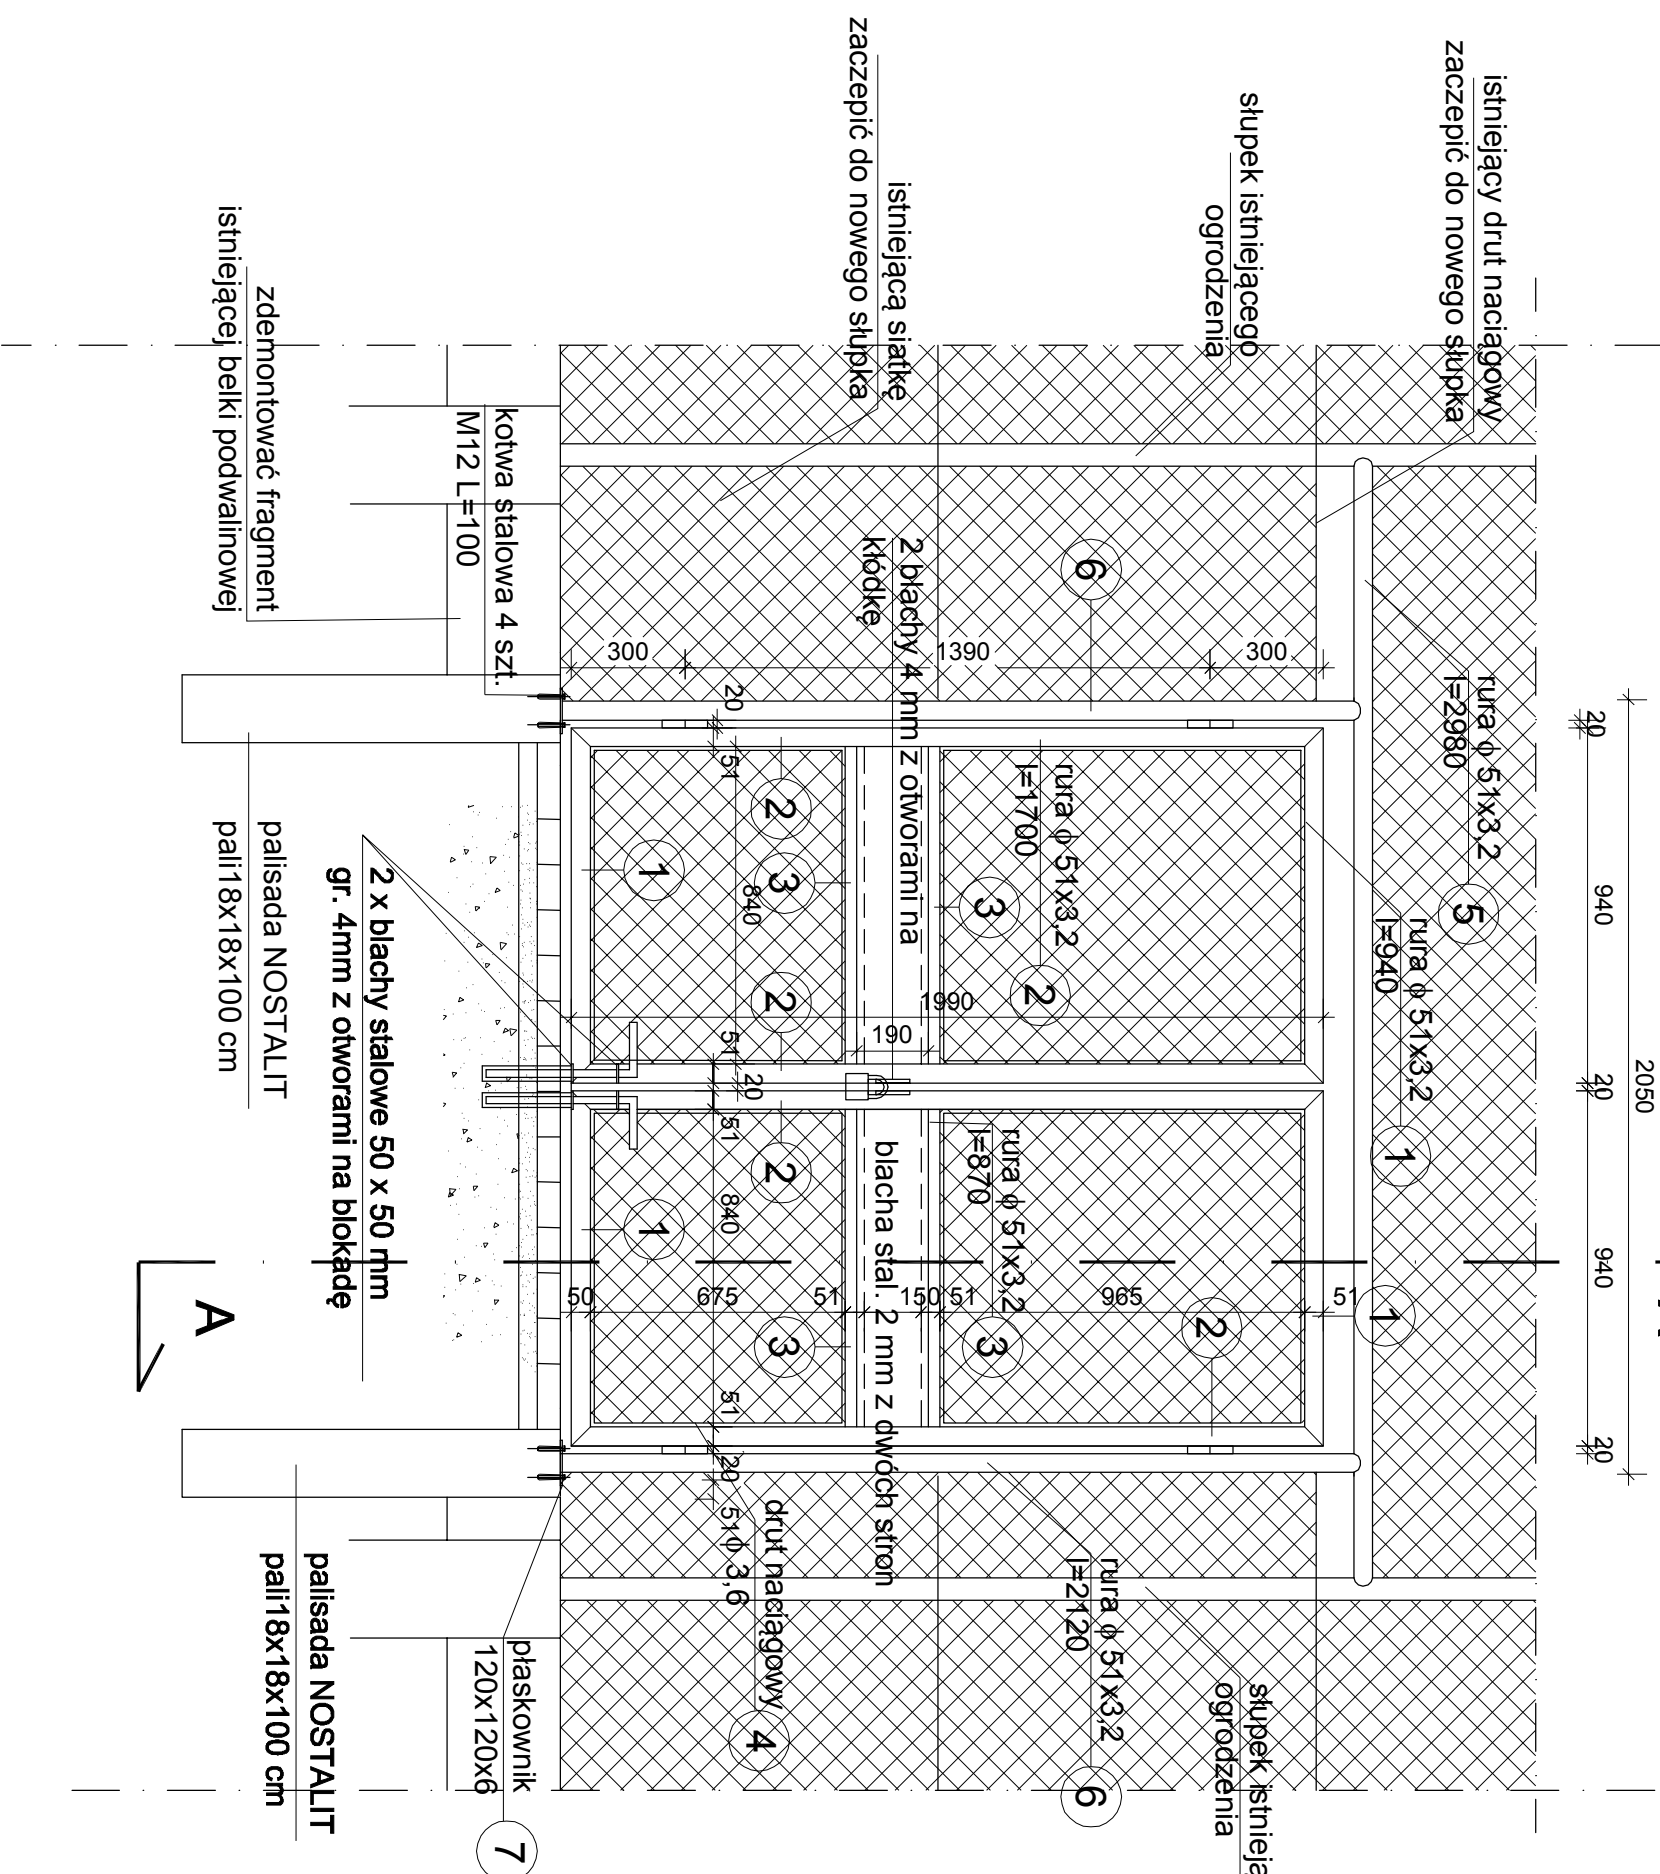 istniejący drut naciągowy
zaczepić do nowego słupka
słupek istniejącego
ogrodzenia
istniejącą siatkę
zaczepić do nowego słupka
zdemontować fragment
istniejącej belki podwalinowej
kotwa stalowa 4 szt.
M12 L=100
2 blachy 4 mm z otworami na
kłódkę
6
300
1390
300
rura ϕ 51x3,2
l=2980
5
rura ϕ 51x3,2
l=940
1
rura ϕ 51x3,2
l=1700
2
3
2
3
1
2
20
51
840
51
20
51
840
51
20
51
1990
190
20
940
20
940
20
2050
palisada NOSTALIT
pali18x18x100 cm
2 x blachy stalowe 50 x 50 mm
gr. 4mm z otworami na blokadę
rura ϕ 51x3,2
l=870
3
blacha stal. 2 mm z dwóch stron
2
1
3
2
1
50
675
51
150
51
965
51
A
drut naciągowy
ϕ 3,6
4
rura ϕ 51x3,2
l=2120
6
słupek istnieją
ogrodzenia
płaskownik
120x120x6
7
palisada NOSTALIT
pali18x18x100 cm